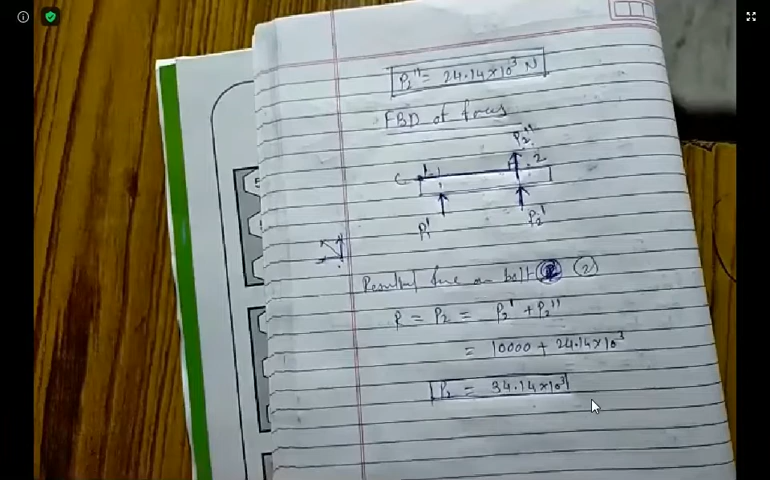 P₂'' = 24.14×10³ N
FBD of forces
P₂''
2
C
P₁'
P₂'
Resultant force on bolt ②
R = P₂ = P₂' + P₂''
= 10000 + 24.14×10³
P₂ = 34.14×10³